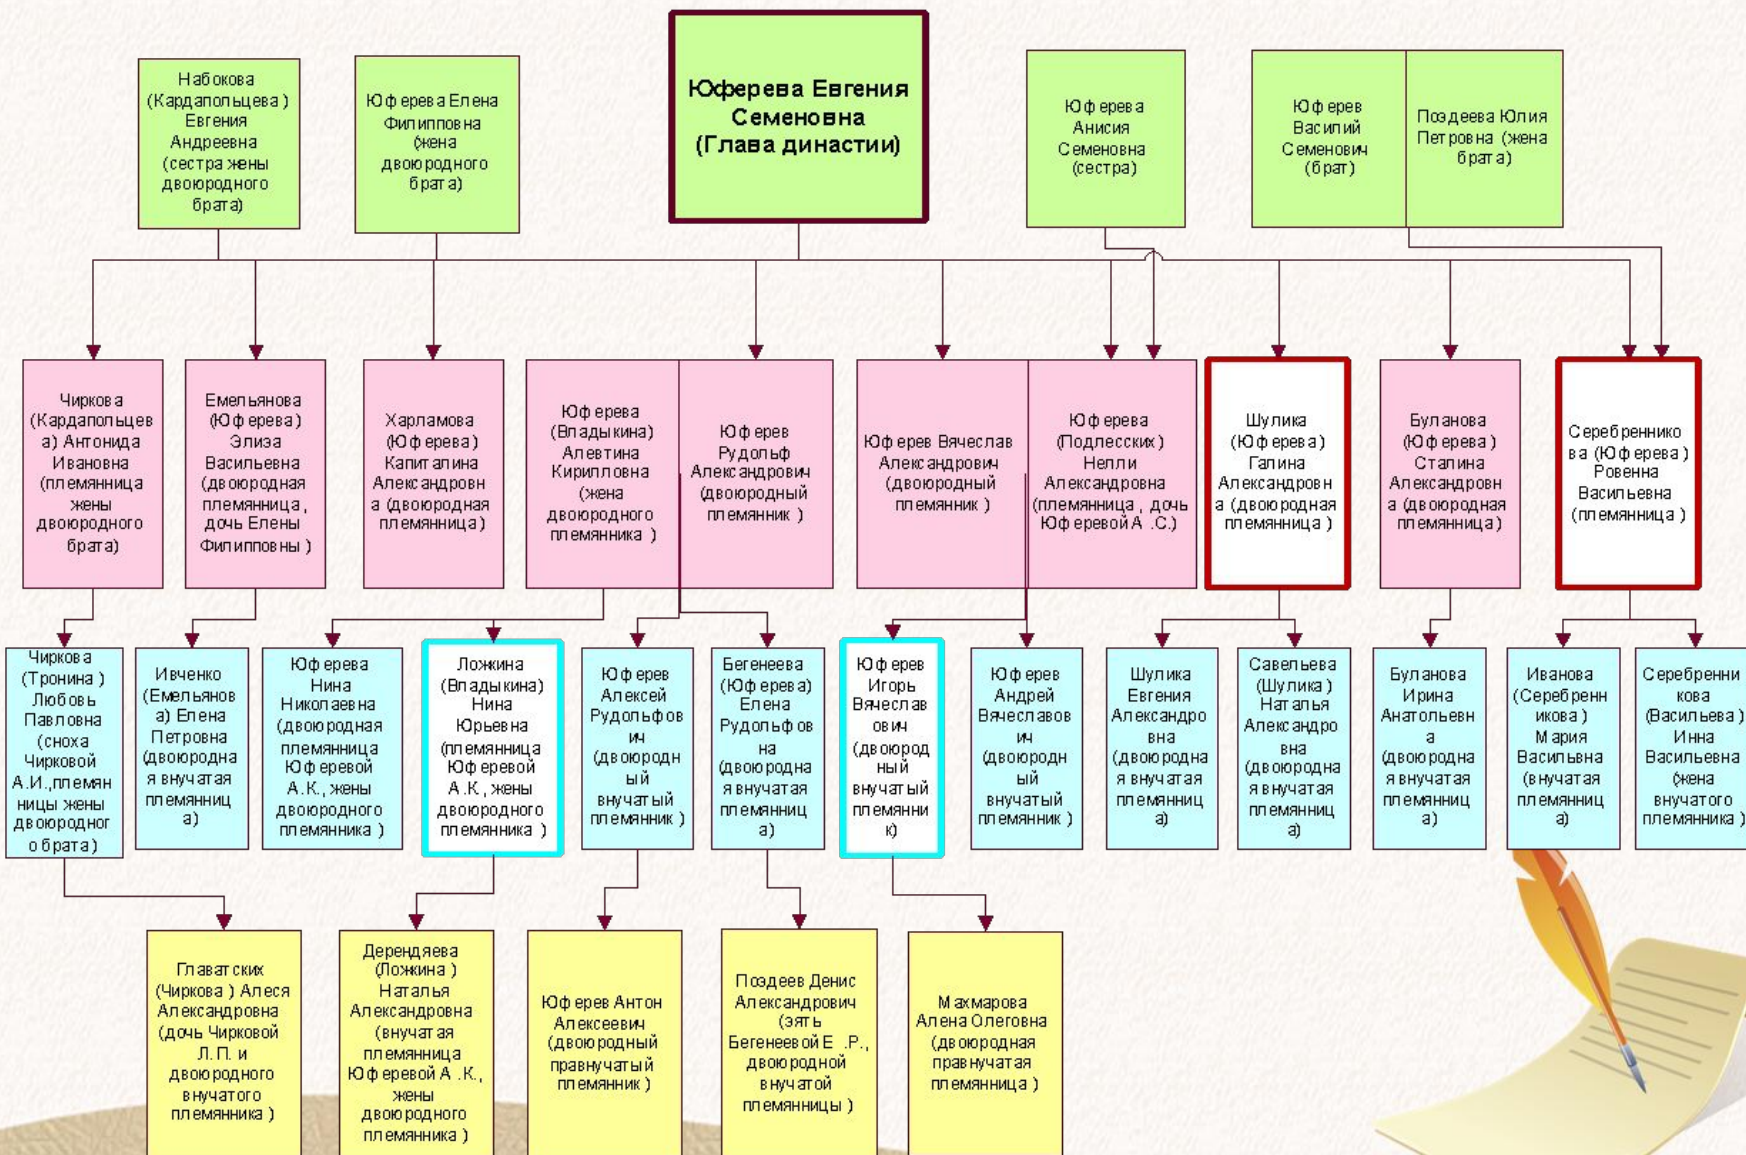 Набокова
(Кардапольцева)
Евгения
Андреевна
(сестра жены
двоюродного
брата)
Юферева Елена
Филипповна
(жена
двоюродного
брата)
Юферева Евгения
Семеновна
(Глава династии)
Юферева
Анисия
Семеновна
(сестра)
Юферев
Василий
Семенович
(брат)
Поздеева Юлия
Петровна (жена
брата)
Чиркова
(Кардапольцев
а) Антонида
Ивановна
(племянница
жены
двоюродного
брата)
Емельянова
(Юферева)
Элиза
Васильевна
(двоюродная
племянница,
дочь Елены
Филипповны)
Харламова
(Юферева)
Капиталина
Александровн
а (двоюродная
племянница)
Юферева
(Владыкина)
Алевтина
Кирилловна
(жена
двоюродного
племянника)
Юферев
Рудольф
Александрович
(двоюродный
племянник)
Юферев Вячеслав
Александрович
(двоюродный
племянник)
Юферева
(Подлесских)
Нелли
Александровна
(племянница, дочь
Юферевой А.С.)
Шулика
(Юферева)
Галина
Александровн
а (двоюродная
племянница)
Буланова
(Юферева)
Сталина
Александровн
а (двоюродная
племянница)
Серебреннико
ва (Юферева)
Ровенна
Васильевна
(племянница)
Чиркова
(Тронина)
Любовь
Павловна
(сноха
Чирковой
А.И.,племян
ницы жены
двоюродног
о брата)
Ивченко
(Емельянов
а) Елена
Петровна
(двоюродна
я внучатая
племянниц
а)
Юферева
Нина
Николаевна
(двоюродная
племянница
Юферевой
А.К., жены
двоюродного
племянника)
Ложкина
(Владыкина)
Нина
Юрьевна
(племянница
Юферевой
А.К., жены
двоюродного
племянника)
Юферев
Алексей
Рудольфов
ич
(двоюродн
ый
внучатый
племянник)
Бегенеева
(Юферева)
Елена
Рудольфов
на
(двоюродна
я внучатая
племянниц
а)
Юферев
Игорь
Вячеслав
ович
(двоюрод
ный
внучатый
племянни
к)
Юферев
Андрей
Вячеславов
ич
(двоюродн
ый
внучатый
племянник)
Шулика
Евгения
Александро
вна
(двоюродна
я внучатая
племянниц
а)
Савельева
(Шулика)
Наталья
Александро
вна
(двоюродна
я внучатая
племянниц
а)
Буланова
Ирина
Анатольевн
а
(двоюродна
я внучатая
племянниц
а)
Иванова
(Серебренн
икова)
Мария
Васильвна
(внучатая
племянниц
а)
Серебренни
кова
(Васильева)
Инна
Васильевна
(жена
внучатого
племянника)
Главатских
(Чиркова) Алеся
Александровна
(дочь Чирковой
Л.П. и
двоюродного
внучатого
племянника)
Дерендяева
(Ложкина)
Наталья
Александровна
(внучатая
племянница
Юферевой А.К.,
жены
двоюродного
племянника)
Юферев Антон
Алексеевич
(двоюродный
правнучатый
племянник)
Поздеев Денис
Александрович
(зять
Бегенеевой Е.Р.,
двоюродной
внучатой
племянницы)
Махмарова
Алена Олеговна
(двоюродная
правнучатая
племянница)